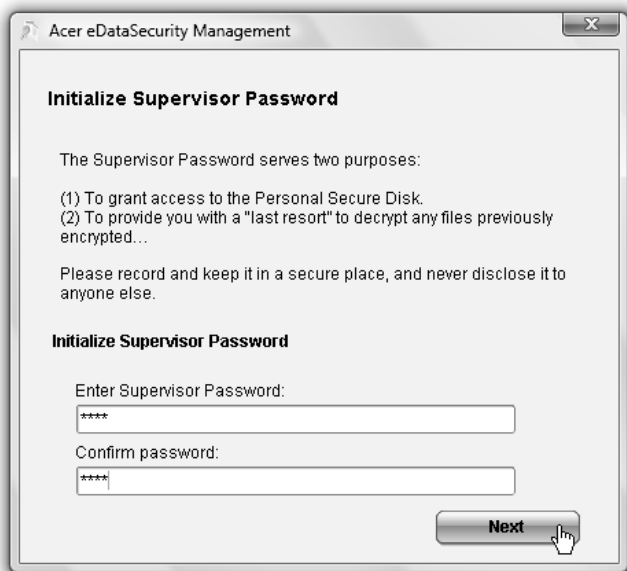 Acer eDataSecurity Management
X
Initialize Supervisor Password
The Supervisor Password serves two purposes:
(1) To grant access to the Personal Secure Disk.
(2) To provide you with a "last resort" to decrypt any files previously
encrypted...
Please record and keep it in a secure place, and never disclose it to
anyone else.
Initialize Supervisor Password
Enter Supervisor Password:
****
Confirm password:
****
Next